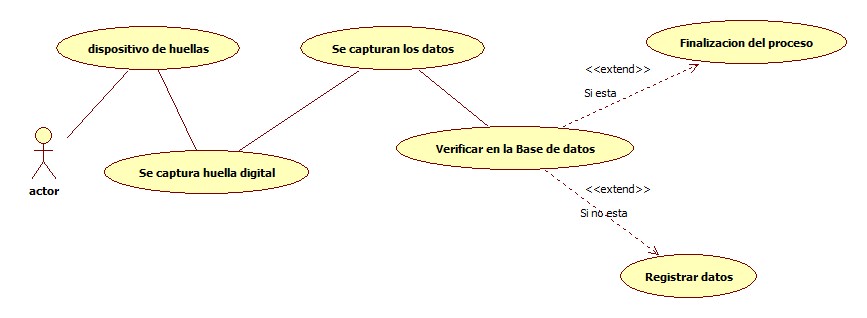 dispositivo de huellas
Se capturan los datos
Finalizacion del proceso
<<extend>>
Si esta
Verificar en la Base de datos
Se captura huella digital
actor
<<extend>>
Si no esta
Registrar datos